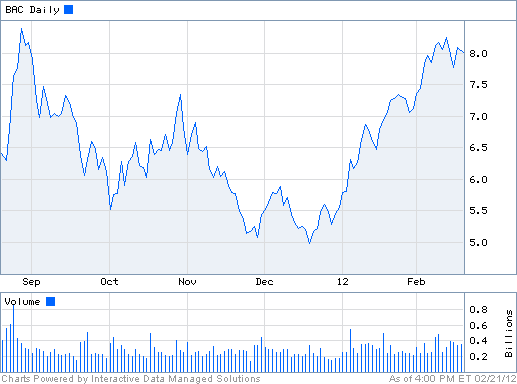 BAC Daily
8.0
7.5
7.0
6.5
6.0
5.5
5.0
Sep Oct Nov Dec 12 Feb
Volume
0.8
0.6
0.4
0.2
Billions
Charts Powered by Interactive Data Managed Solutions As of 4:00 PM ET 02/21/12